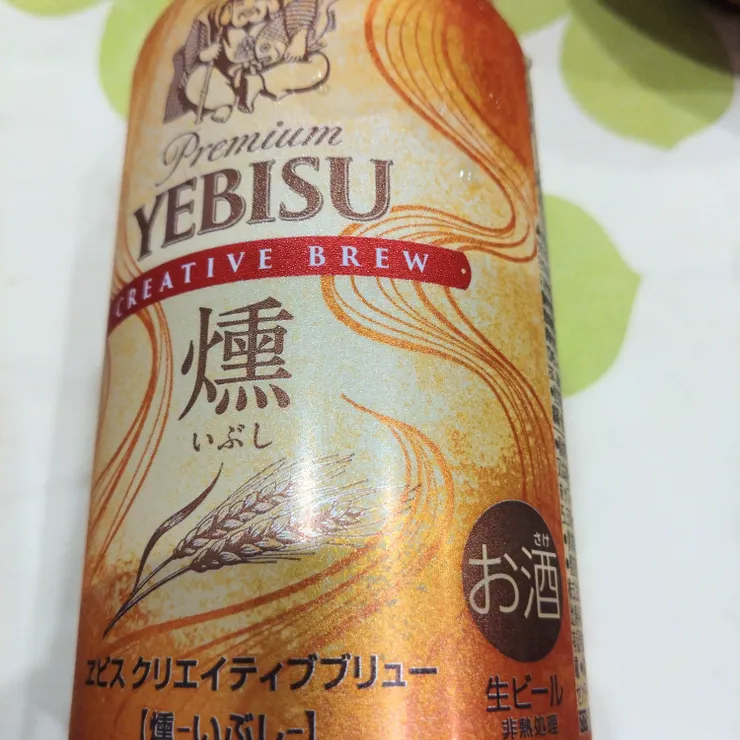 Premium
YEBISU
CREATIVE BREW
燻
いぶし
さけ
お酒
ヱビス クリエイティブブリュー
【燻-いぶし-】
生ビール
非熱処理